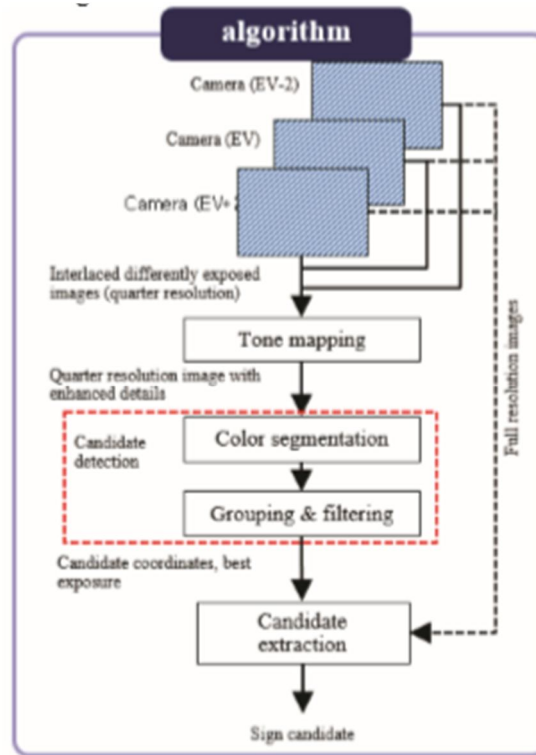 algorithm
Camera (EV-2)
Camera (EV)
Camera (EV+
Interlaced differently exposed
images (quarter resolution)
Tone mapping
Quarter resolution image with
enhanced details
Candidate
detection
Color segmentation
Grouping & filtering
Candidate coordinates, best
exposure
Candidate
extraction
Full resolution images
Sign candidate